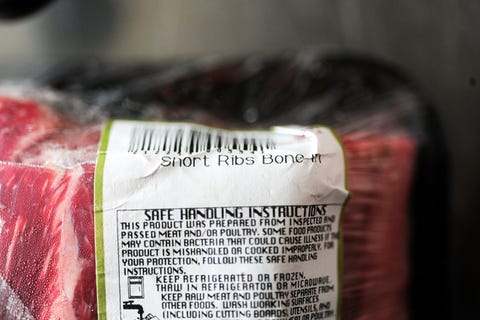 Short Ribs Bone-In
SAFE HANDLING INSTRUCTIONS
THIS PRODUCT WAS PREPARED FROM INSPECTED AND
PASSED MEAT AND/OR POULTRY. SOME FOOD PRODUCTS
MAY CONTAIN BACTERIA THAT COULD CAUSE ILLNESS IF THE
PRODUCT IS MISHANDLED OR COOKED IMPROPERLY. FOR
YOUR PROTECTION, FOLLOW THESE SAFE HANDLING
INSTRUCTIONS.
KEEP REFRIGERATED OR FROZEN.
THAW IN REFRIGERATOR OR MICROWAVE.
KEEP RAW MEAT AND POULTRY SEPARATE FROM
OTHER FOODS. WASH WORKING SURFACES
(INCLUDING CUTTING BOARDS, UTENSILS, AND
MEAT OR POULTRY